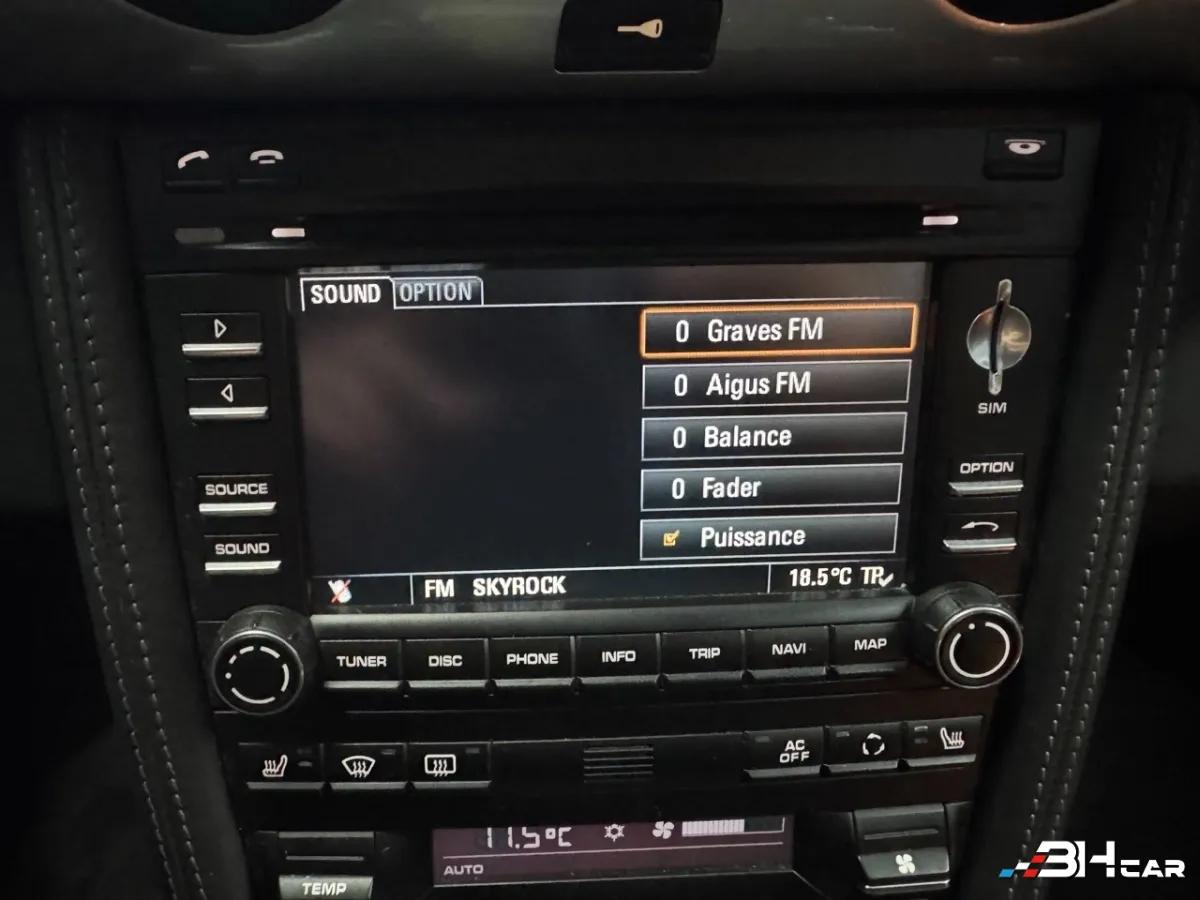 SOUND OPTION
0 Graves FM
0 Aigus FM
0 Balance
0 Fader
Puissance
FM SKYROCK
18.5°C TP
SIM
SOURCE
SOUND
OPTION
TUNER DISC PHONE INFO TRIP NAVI MAP
AC
OFF
11.5°C
AUTO
TEMP
BHCAR